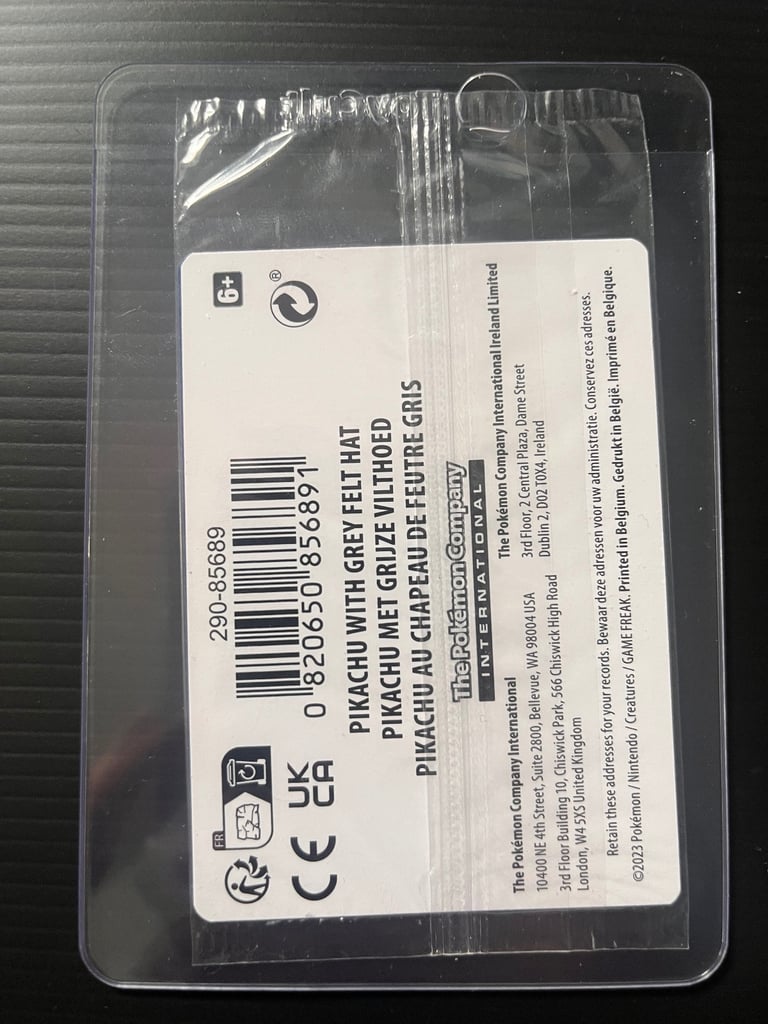 290-85689
0 820650 856891
6+
®
FR
CE
UK
CA
PIKACHU WITH GREY FELT HAT
PIKACHU MET GRIJZE VILTHOED
PIKACHU AU CHAPEAU DE FEUTRE GRIS
The Pokémon Company
INTERNATIONAL
The Pokémon Company International
10400 NE 4th Street, Suite 2800, Bellevue, WA 98004 USA
3rd Floor Building 10, Chiswick Park, 566 Chiswick High Road
London, W4 5XS United Kingdom
The Pokémon Company International Ireland Limited
3rd Floor, 2 Central Plaza, Dame Street
Dublin 2, D02 T0X4, Ireland
Retain these addresses for your records. Bewaar deze adressen voor uw administratie. Conservez ces adresses.
©2023 Pokémon / Nintendo / Creatures / GAME FREAK. Printed in Belgium. Gedrukt in België. Imprimé en Belgique.